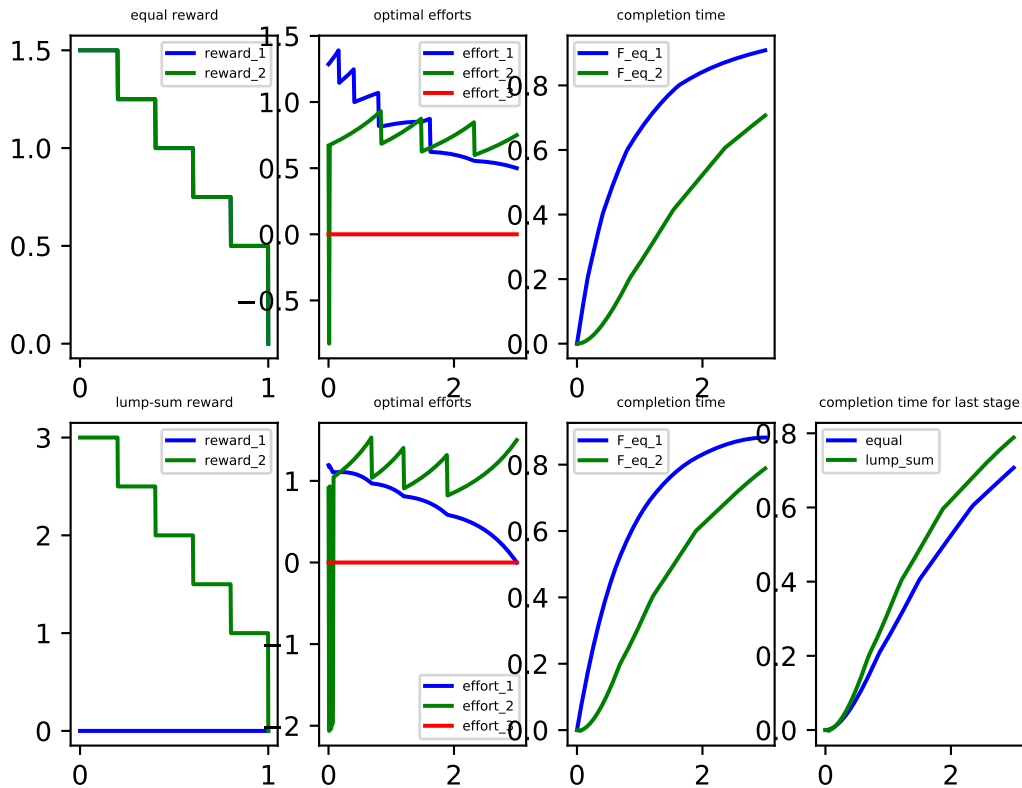 equal reward
1.5
1.0
0.5
0.0
0
1
reward_1
reward_2
optimal efforts
1.5
1.0
0.5
0.0
−0.5
0
2
effort_1
effort_2
effort_3
completion time
0.8
0.6
0.4
0.2
0.0
0
2
F_eq_1
F_eq_2
lump-sum reward
3
2
1
0
0
1
reward_1
reward_2
optimal efforts
1
0
−1
−2
0
2
effort_1
effort_2
effort_3
completion time
0.8
0.6
0.4
0.2
0.0
0
2
F_eq_1
F_eq_2
completion time for last stage
0.8
0.6
0.4
0.2
0.0
0
2
equal
lump_sum